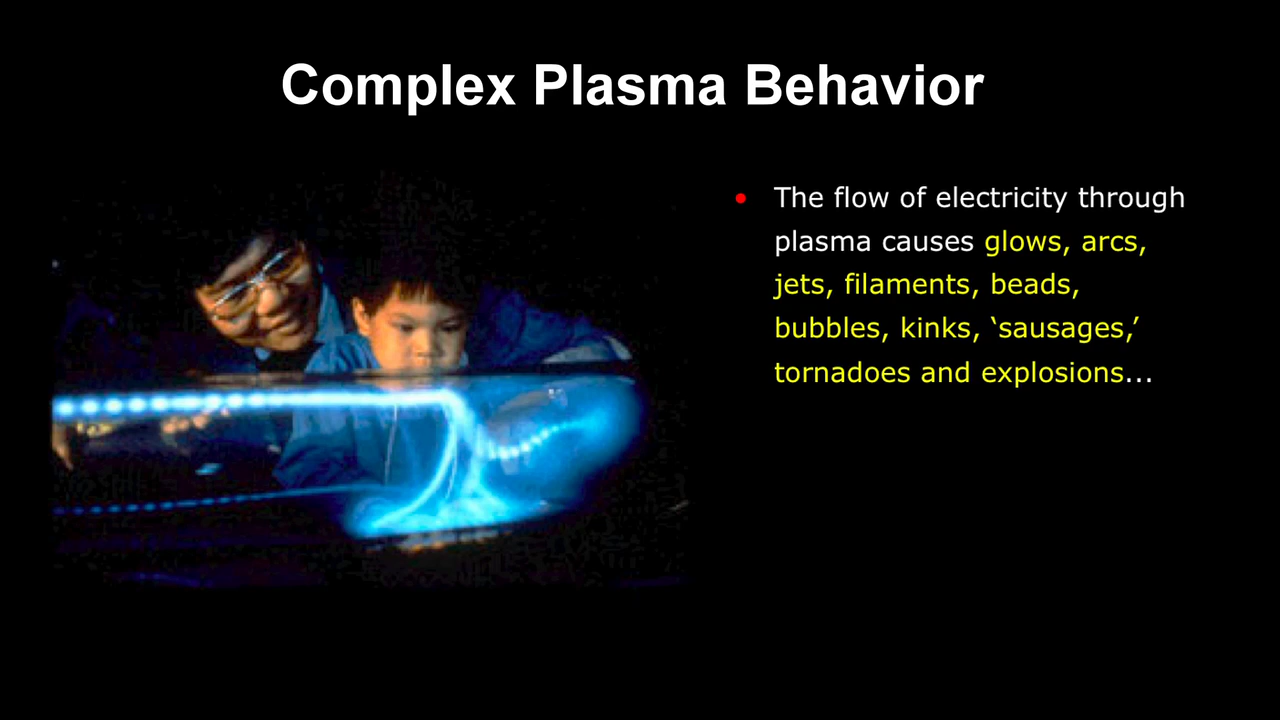 Complex Plasma Behavior
• The flow of electricity through
plasma causes glows, arcs,
jets, filaments, beads,
bubbles, kinks, ‘sausages,’
tornadoes and explosions…